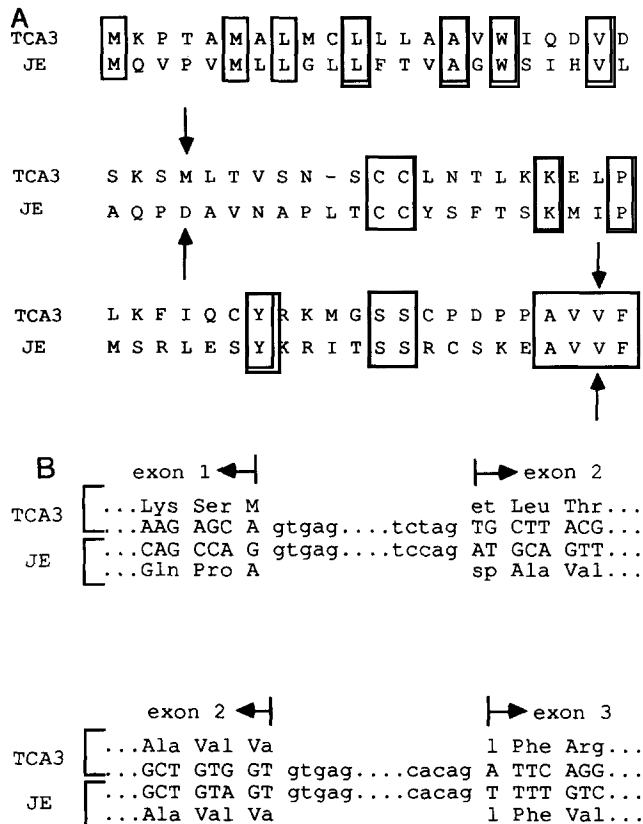 A
TCA3 M K P T A M A L M C L L L A A V W I Q D V D
JE M Q V P V M L L G L L F T V A G W S I H V L
TCA3 S K S M L T V S N - S C C L N T L K K E L P
JE A Q P D A V N A P L T C C Y S F T S K M I P
TCA3 L K F I Q C Y R K M G S S C P D P P A V V F
JE M S R L E S Y K R I T S S R C S K E A V V F
B
exon 1 exon 2
TCA3 ...Lys Ser M et Leu Thr...
...AAG AGC A gtgag....tctag TG CTT ACG...
JE ...CAG CCA G gtgag....tccag AT GCA GTT...
...Gln Pro A sp Ala Val...
exon 2 exon 3
TCA3 ...Ala Val Va l Phe Arg...
...GCT GTG GT gtgag....cacag A TTC AGG...
JE ...GCT GTA GT gtgag....cacag T TTT GTC...
...Ala Val Va l Phe Val...